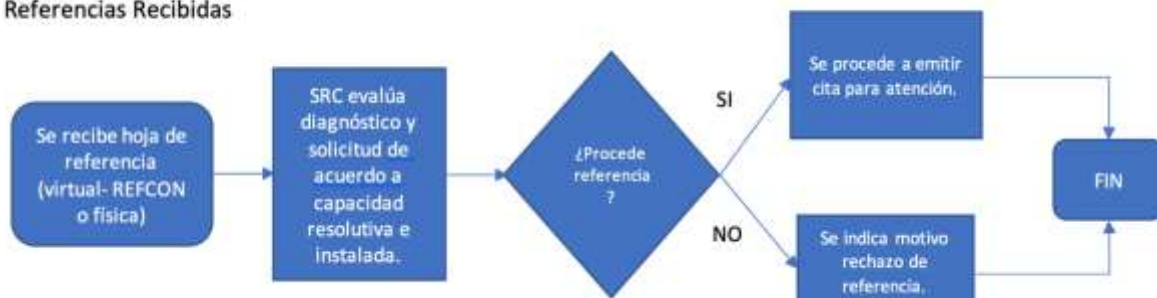 Referencias Recibidas
Se recibe hoja de
referencia
(virtual- REFCON
o física)
SRC evalúa
diagnóstico y
solicitud de
acuerdo a
capacidad
resolutiva e
instalada.
¿Procede
referencia
?
SI
Se procede a emitir
cita para atención.
NO
Se indica motivo
rechazo de
referencia.
FIN